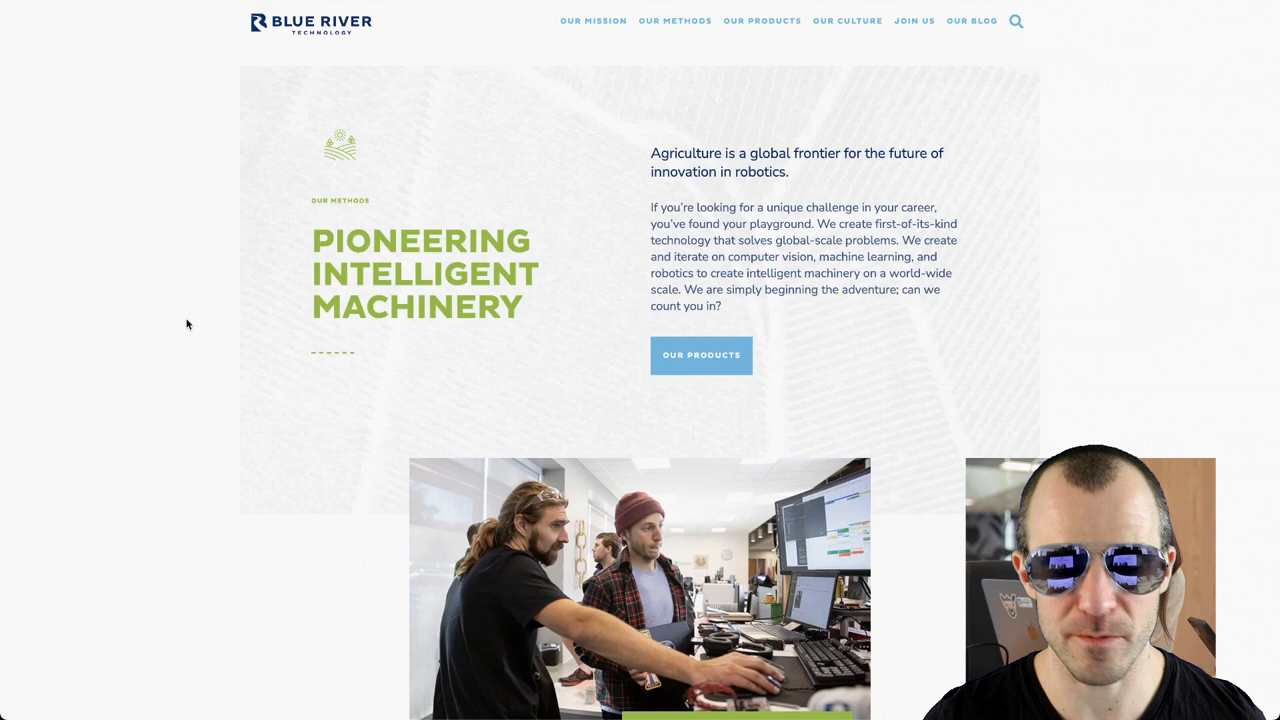 BLUE RIVER
TECHNOLOGY
OUR MISSION OUR METHODS OUR PRODUCTS OUR CULTURE JOIN US OUR BLOG
OUR METHODS
PIONEERING
INTELLIGENT
MACHINERY
Agriculture is a global frontier for the future of
innovation in robotics.
If you’re looking for a unique challenge in your career,
you’ve found your playground. We create first-of-its-kind
technology that solves global-scale problems. We create
and iterate on computer vision, machine learning, and
robotics to create intelligent machinery on a world-wide
scale. We are simply beginning the adventure; can we
count you in?
OUR PRODUCTS